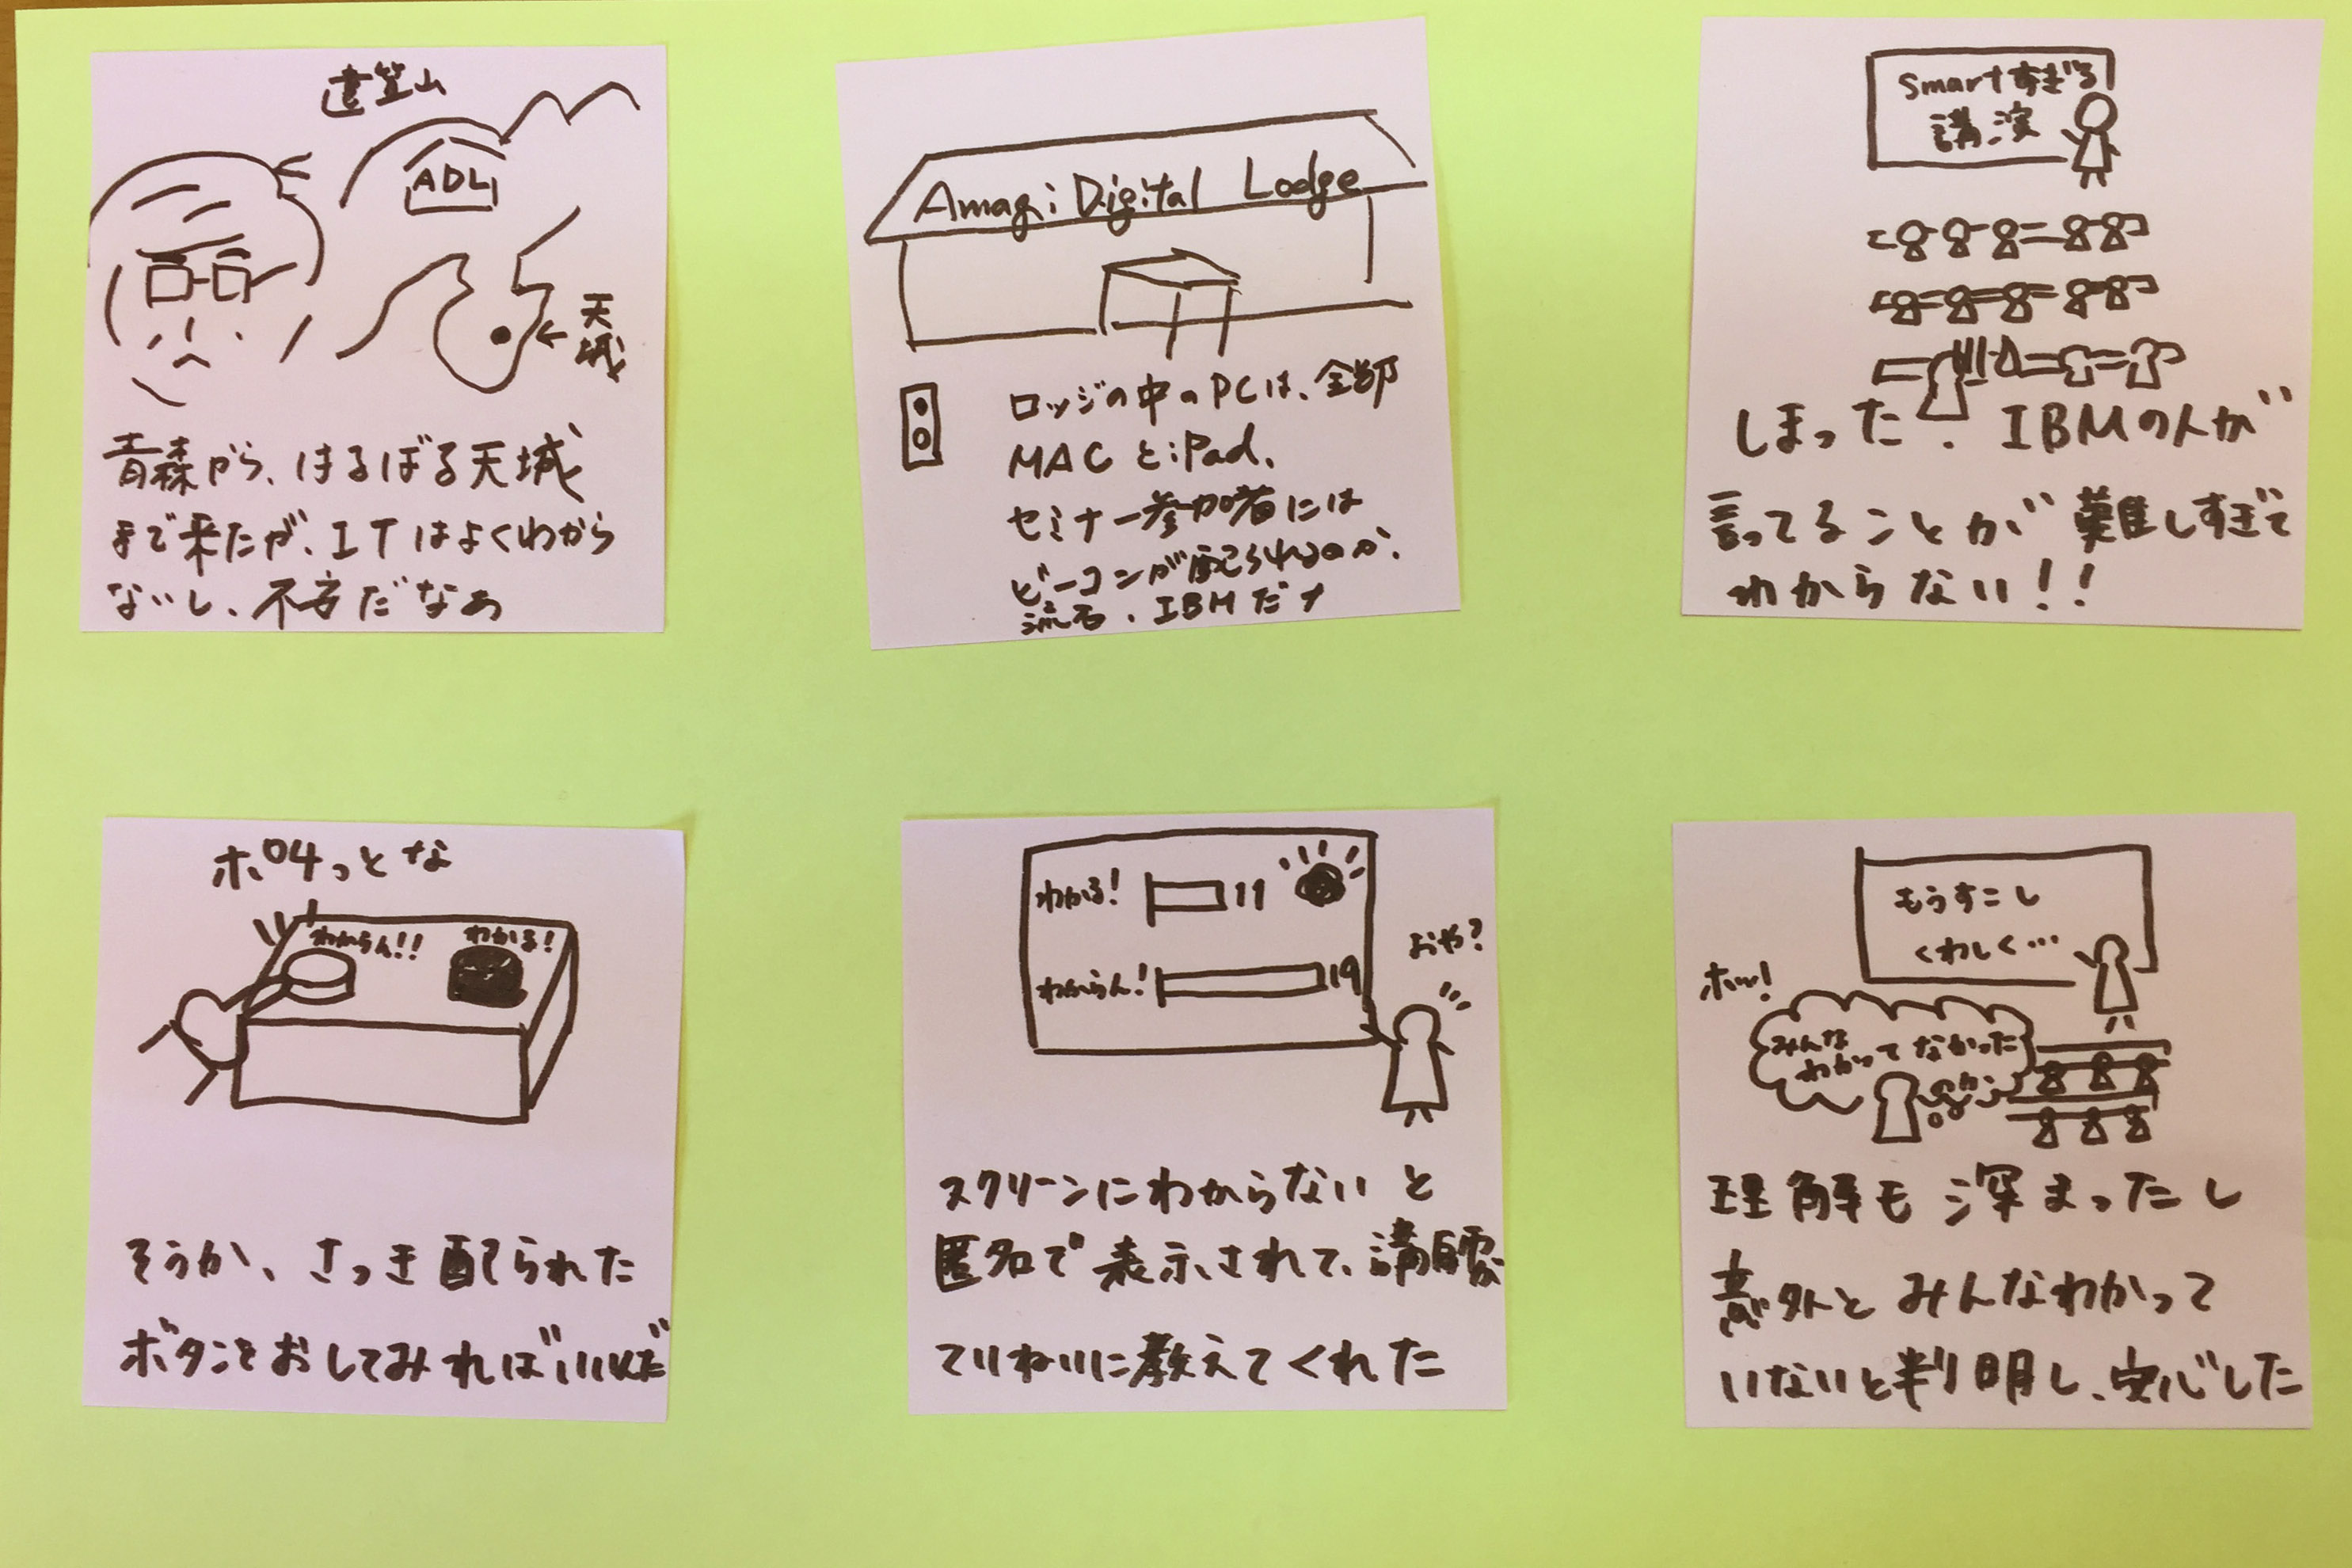 遠笠山
ADL
天城
青森から、はるばる天城
まで来たが、ITはよくわから
ないし、不安だなぁ
Amagi Digital Lodge
ロッジの中のPCは、全部
MACとiPad、
セミナー参加者には
ビーコンが配られるのか、
流石、IBMだナ
Smartすぎる
講演
しまった、IBMの人が
言ってることが難しすぎて
わからない!!
ポチっとな
わからん!!
わかる!
そうか、さっき配られた
ボタンをおしてみればいいんだ
わかる! 11
わからん! 19
おや?
スクリーンにわからないと
匿名で表示されて、講師が
ていねいに教えてくれた
もうすこし
くわしく…
ホッ!
みんな
わかってなかった
のか
理解も深まったし
意外とみんなわかって
いないと判明し、安心した